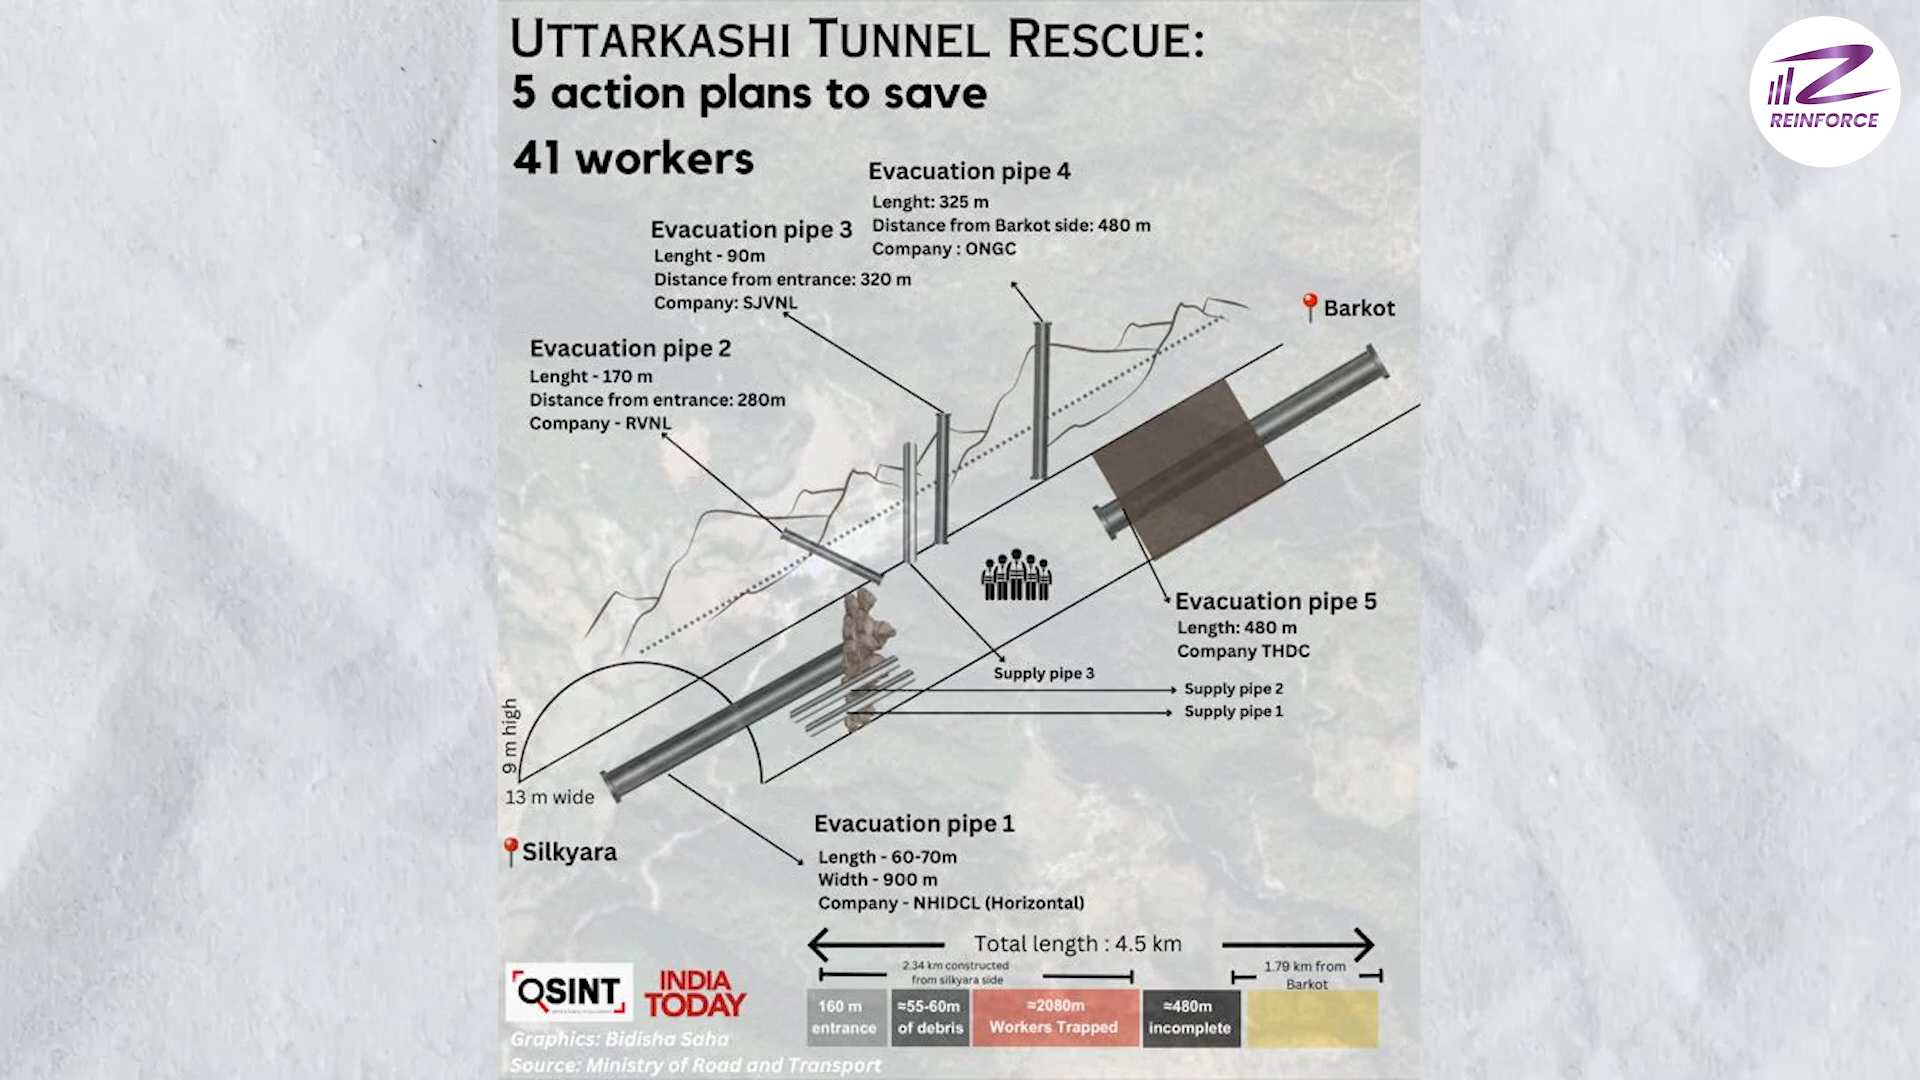 UTTARKASHI TUNNEL RESCUE:
5 action plans to save
41 workers
REINFORCE
Evacuation pipe 4
Lenght: 325 m
Distance from Barkot side: 480 m
Company : ONGC
Evacuation pipe 3
Lenght - 90m
Distance from entrance: 320 m
Company: SJVNL
Barkot
Evacuation pipe 2
Lenght - 170 m
Distance from entrance: 280m
Company - RVNL
Evacuation pipe 5
Length: 480 m
Company THDC
Supply pipe 3
Supply pipe 2
Supply pipe 1
9 m high
13 m wide
Silkyara
Evacuation pipe 1
Length - 60-70m
Width - 900 m
Company - NHIDCL (Horizontal)
Total length : 4.5 km
2.34 km constructed
from silkyara side
1.79 km from
Barkot
160 m
entrance
≈55-60m
of debris
≈2080m
Workers Trapped
≈480m
incomplete
OSINT
INDIA
TODAY
Graphics: Bidisha Saha
Source: Ministry of Road and Transport